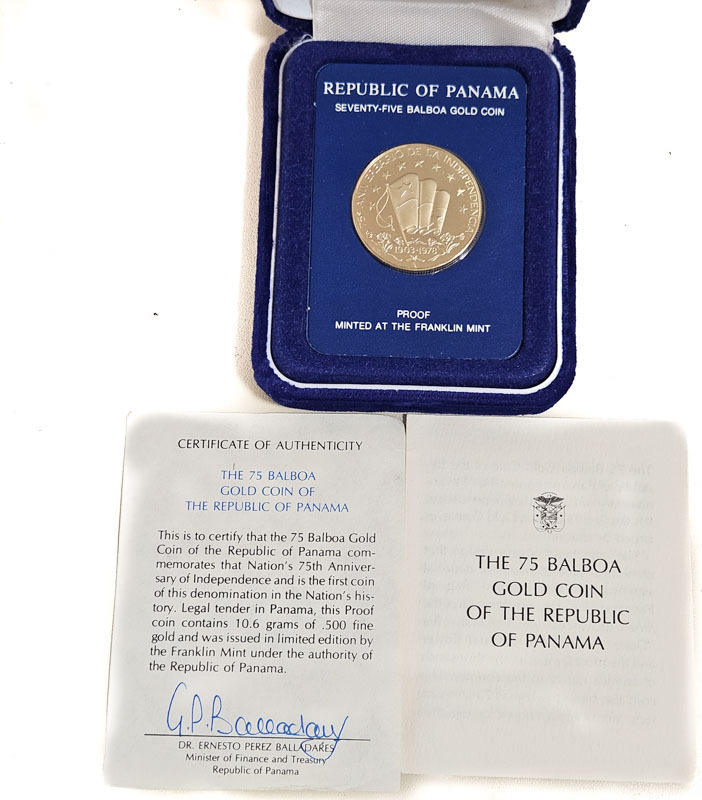 REPUBLIC OF PANAMA
SEVENTY-FIVE BALBOA GOLD COIN
75º ANIVERSARIO DE LA INDEPENDENCIA
1903-1978
PROOF
MINTED AT THE FRANKLIN MINT
CERTIFICATE OF AUTHENTICITY
THE 75 BALBOA
GOLD COIN OF
THE REPUBLIC OF PANAMA
This is to certify that the 75 Balboa Gold
Coin of the Republic of Panama com-
memorates that Nation's 75th Anniver-
sary of Independence and is the first coin
of this denomination in the Nation's his-
tory. Legal tender in Panama, this Proof
coin contains 10.6 grams of .500 fine
gold and was issued in limited edition by
the Franklin Mint under the authority of
the Republic of Panama.
G.P.Balladares
DR. ERNESTO PEREZ BALLADARES
Minister of Finance and Treasury
Republic of Panama
THE 75 BALBOA
GOLD COIN
OF THE REPUBLIC
OF PANAMA